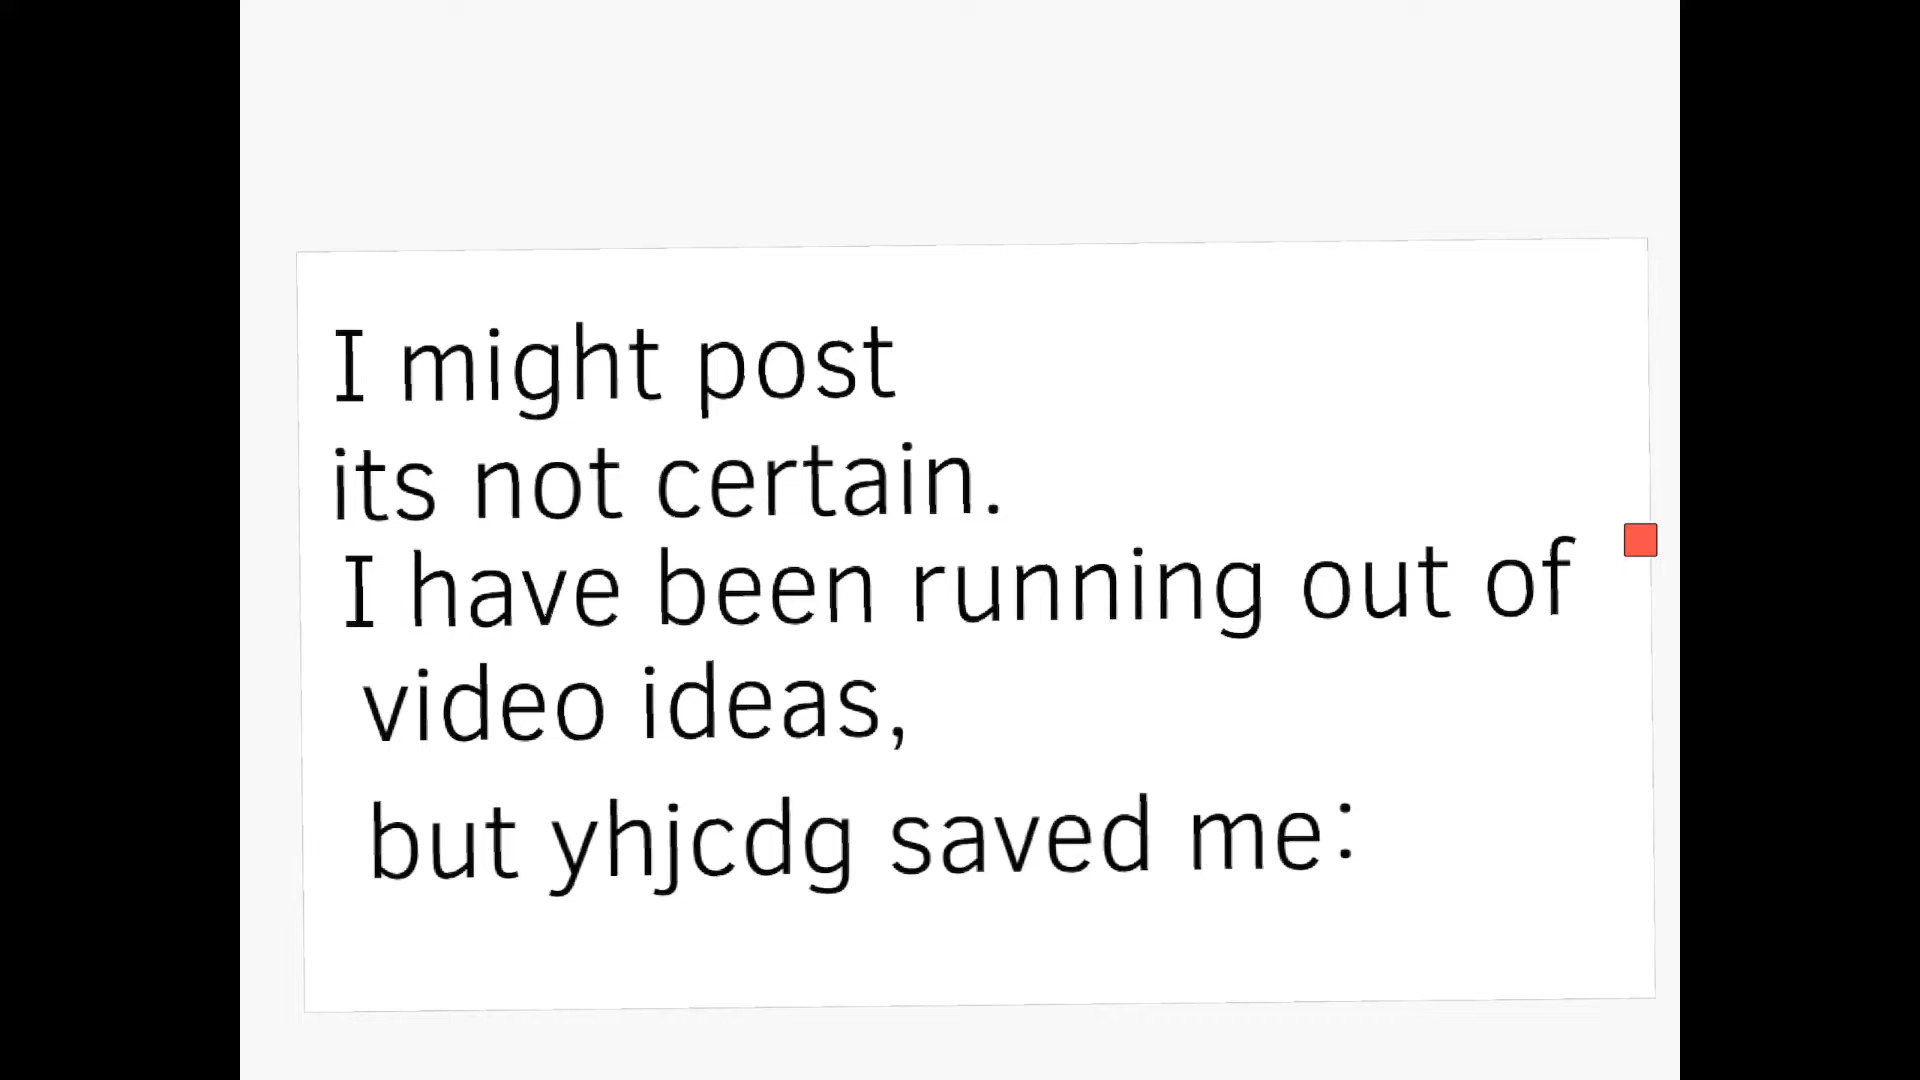 I might post
its not certain.
I have been running out of
video ideas,
but yhjcdg saved me: